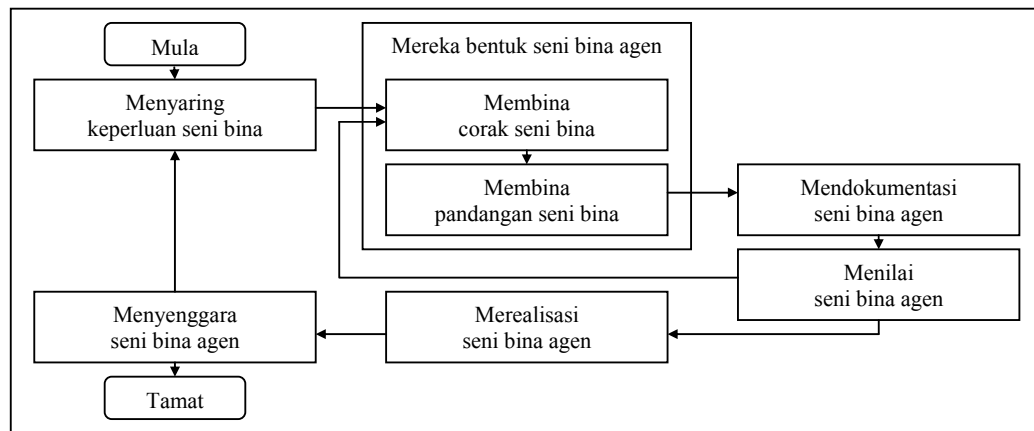 Mula
Menyaring
keperluan seni bina
Mereka bentuk seni bina agen
Membina
corak seni bina
Membina
pandangan seni bina
Mendokumentasi
seni bina agen
Menilai
seni bina agen
Merealisasi
seni bina agen
Menyenggara
seni bina agen
Tamat